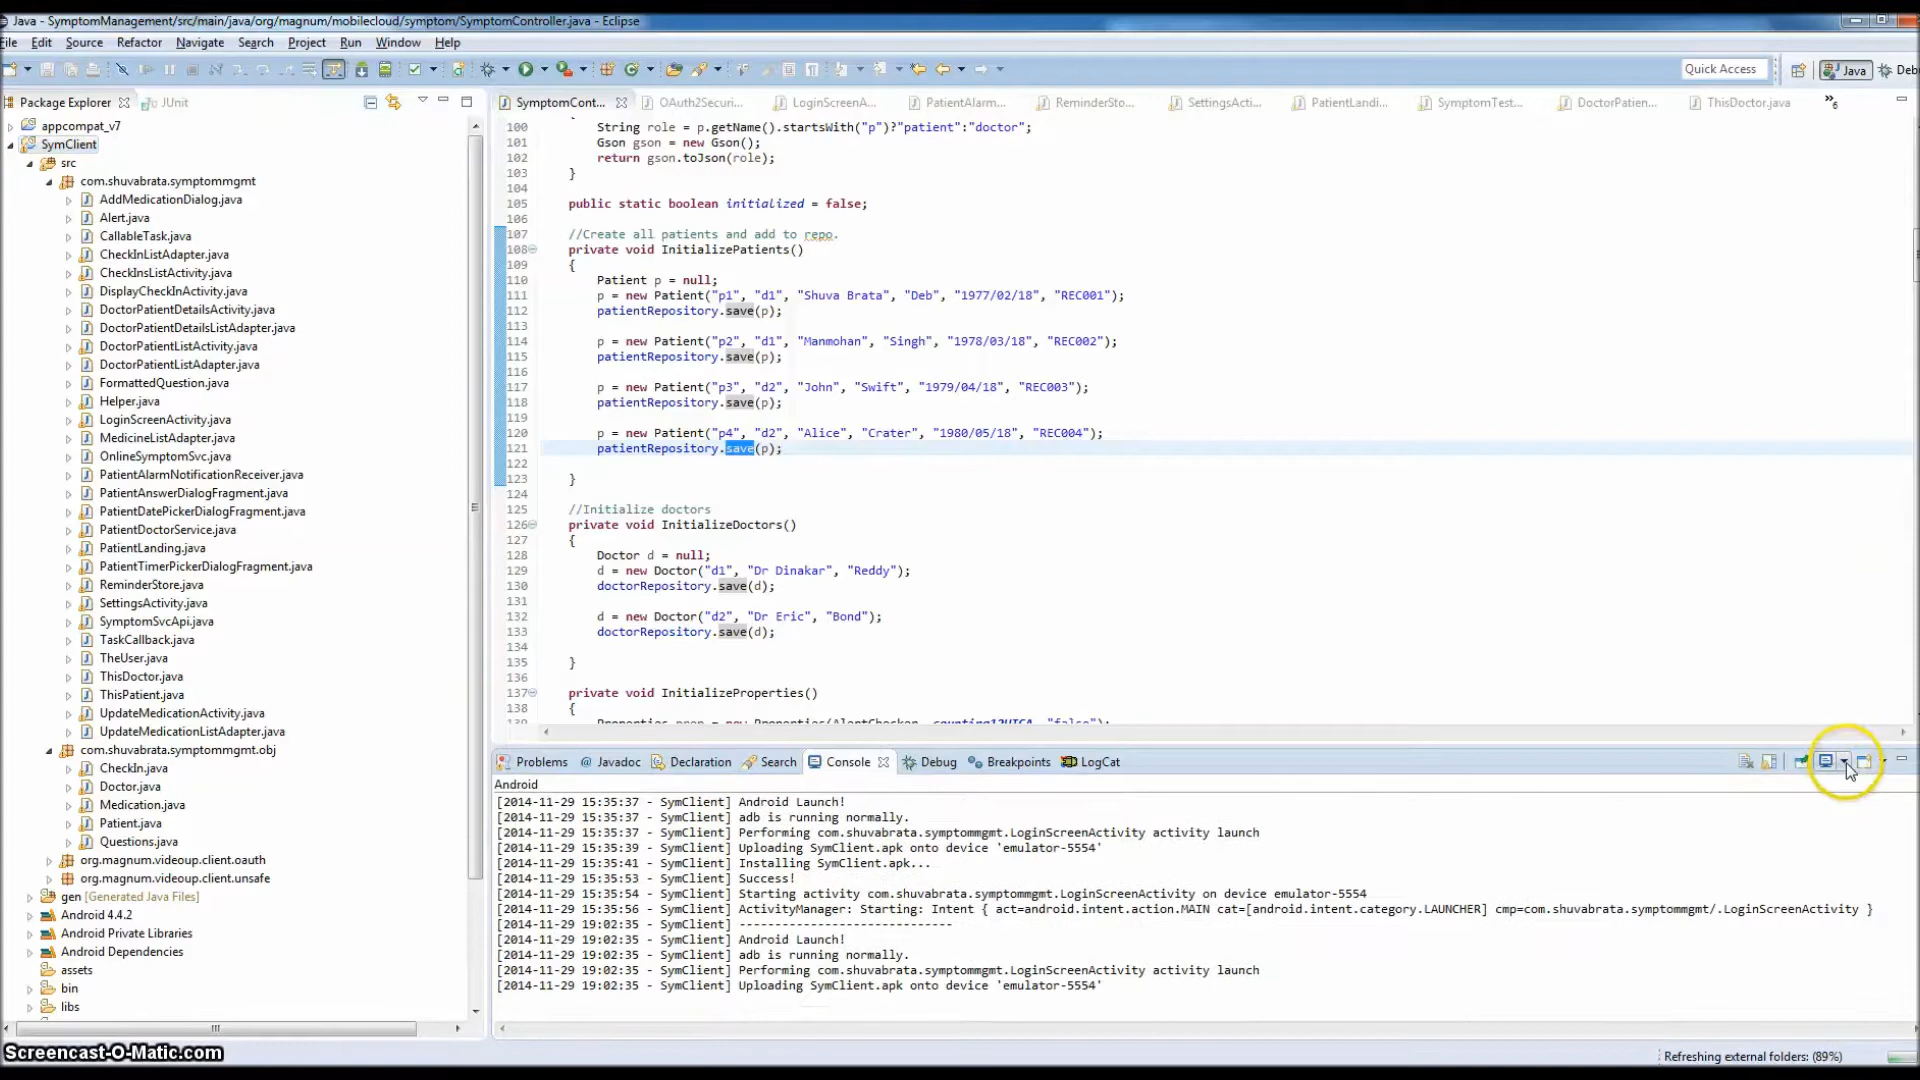 Java - SymptomManagement/src/main/java/org/magnum/mobilecloud/symptom/SymptomController.java - Eclipse
File Edit Source Refactor Navigate Search Project Run Window Help
Quick Access Java Debu
Package Explorer JUnit
SymptomCont... OAuth2Securi... LoginScreenA... PatientAlarm... ReminderSto... SettingsActi... PatientLandi... SymptomTest... DoctorPatien... ThisDoctor.java »6
appcompat_v7
SymClient
src
com.shuvabrata.symptommgmt
AddMedicationDialog.java
Alert.java
CallableTask.java
CheckInListAdapter.java
CheckInsListActivity.java
DisplayCheckInActivity.java
DoctorPatientDetailsActivity.java
DoctorPatientDetailsListAdapter.java
DoctorPatientListActivity.java
DoctorPatientListAdapter.java
FormattedQuestion.java
Helper.java
LoginScreenActivity.java
MedicineListAdapter.java
OnlineSymptomSvc.java
PatientAlarmNotificationReceiver.java
PatientAnswerDialogFragment.java
PatientDatePickerDialogFragment.java
PatientDoctorService.java
PatientLanding.java
PatientTimerPickerDialogFragment.java
ReminderStore.java
SettingsActivity.java
SymptomSvcApi.java
TaskCallback.java
TheUser.java
ThisDoctor.java
ThisPatient.java
UpdateMedicationActivity.java
UpdateMedicationListAdapter.java
com.shuvabrata.symptommgmt.obj
CheckIn.java
Doctor.java
Medication.java
Patient.java
Questions.java
org.magnum.videoup.client.oauth
org.magnum.videoup.client.unsafe
gen [Generated Java Files]
Android 4.4.2
Android Private Libraries
Android Dependencies
assets
bin
libs
100 String role = p.getName().startsWith("p")?"patient":"doctor";
101 Gson gson = new Gson();
102 return gson.toJson(role);
103 }
104
105 public static boolean initialized = false;
106
107 //Create all patients and add to repo.
108 private void InitializePatients()
109 {
110 Patient p = null;
111 p = new Patient("p1", "d1", "Shuva Brata", "Deb", "1977/02/18", "REC001");
112 patientRepository.save(p);
113
114 p = new Patient("p2", "d1", "Manmohan", "Singh", "1978/03/18", "REC002");
115 patientRepository.save(p);
116
117 p = new Patient("p3", "d2", "John", "Swift", "1979/04/18", "REC003");
118 patientRepository.save(p);
119
120 p = new Patient("p4", "d2", "Alice", "Crater", "1980/05/18", "REC004");
121 patientRepository.save(p);
122
123 }
124
125 //Initialize doctors
126 private void InitializeDoctors()
127 {
128 Doctor d = null;
129 d = new Doctor("d1", "Dr Dinakar", "Reddy");
130 doctorRepository.save(d);
131
132 d = new Doctor("d2", "Dr Eric", "Bond");
133 doctorRepository.save(d);
134
135 }
136
137 private void InitializeProperties()
138 {
Problems Javadoc Declaration Search Console Debug Breakpoints LogCat
Android
[2014-11-29 15:35:37 - SymClient] Android Launch!
[2014-11-29 15:35:37 - SymClient] adb is running normally.
[2014-11-29 15:35:37 - SymClient] Performing com.shuvabrata.symptommgmt.LoginScreenActivity activity launch
[2014-11-29 15:35:39 - SymClient] Uploading SymClient.apk onto device 'emulator-5554'
[2014-11-29 15:35:41 - SymClient] Installing SymClient.apk...
[2014-11-29 15:35:53 - SymClient] Success!
[2014-11-29 15:35:54 - SymClient] Starting activity com.shuvabrata.symptommgmt.LoginScreenActivity on device emulator-5554
[2014-11-29 15:35:56 - SymClient] ActivityManager: Starting: Intent { act=android.intent.action.MAIN cat=[android.intent.category.LAUNCHER] cmp=com.shuvabrata.symptommgmt/.LoginScreenActivity }
[2014-11-29 19:02:35 - SymClient] ------------------------------
[2014-11-29 19:02:35 - SymClient] Android Launch!
[2014-11-29 19:02:35 - SymClient] adb is running normally.
[2014-11-29 19:02:35 - SymClient] Performing com.shuvabrata.symptommgmt.LoginScreenActivity activity launch
[2014-11-29 19:02:35 - SymClient] Uploading SymClient.apk onto device 'emulator-5554'
Screencast-O-Matic.com
Refreshing external folders: (89%)